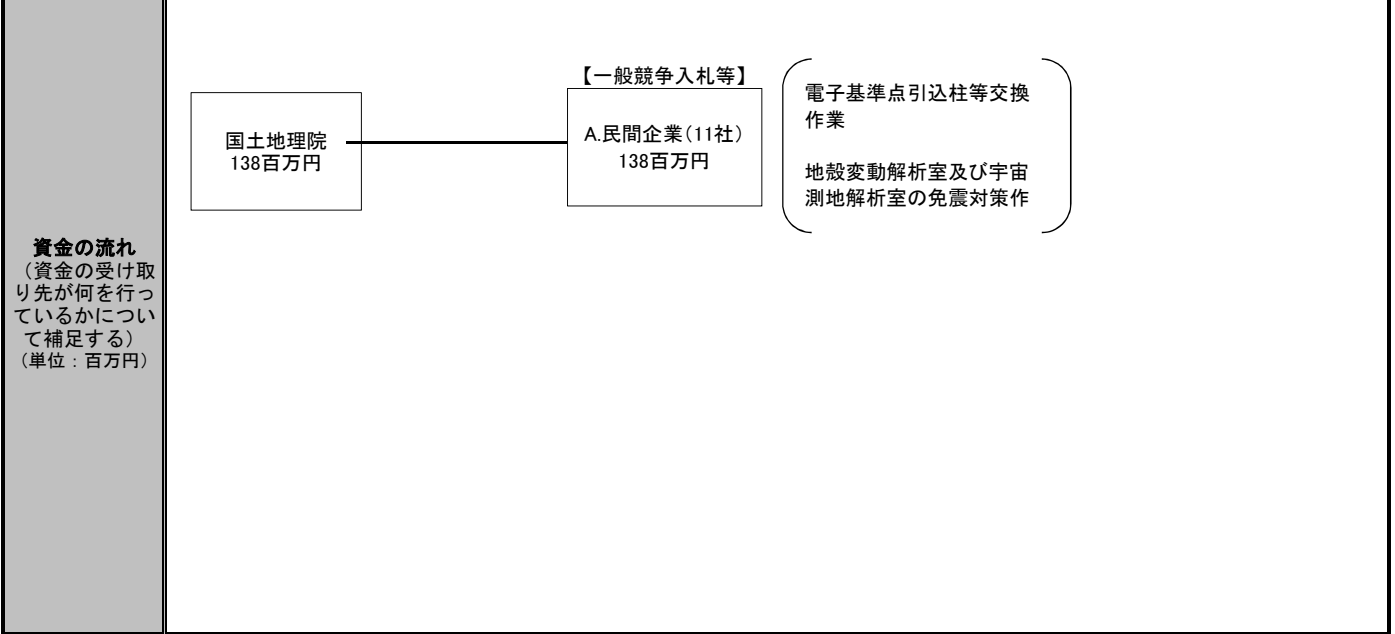 資金の流れ
（資金の受け取
り先が何を行っ
ているかについ
て補足する）
（単位：百万円）
国土地理院
138百万円
【一般競争入札等】
A.民間企業（11社）
138百万円
電子基準点引込柱等交換
作業
地殻変動解析室及び宇宙
測地解析室の免震対策作